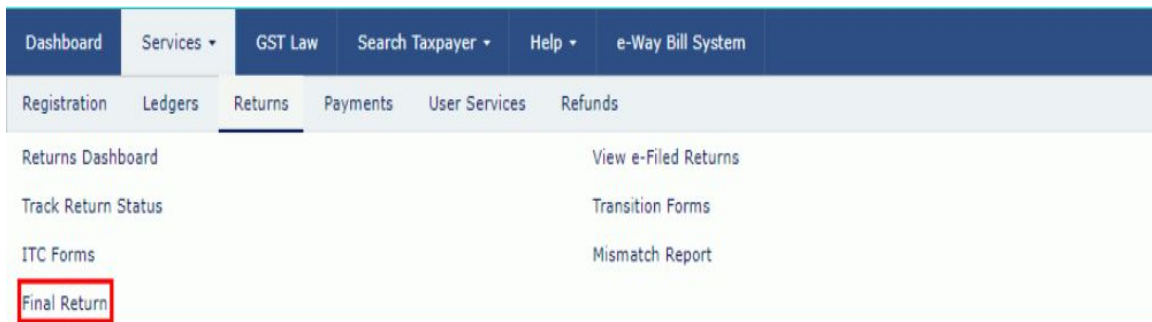 Dashboard Services GST Law Search Taxpayer Help e-Way Bill System
Registration Ledgers Returns Payments User Services Refunds
Returns Dashboard View e-Filed Returns
Track Return Status Transition Forms
ITC Forms Mismatch Report
Final Return